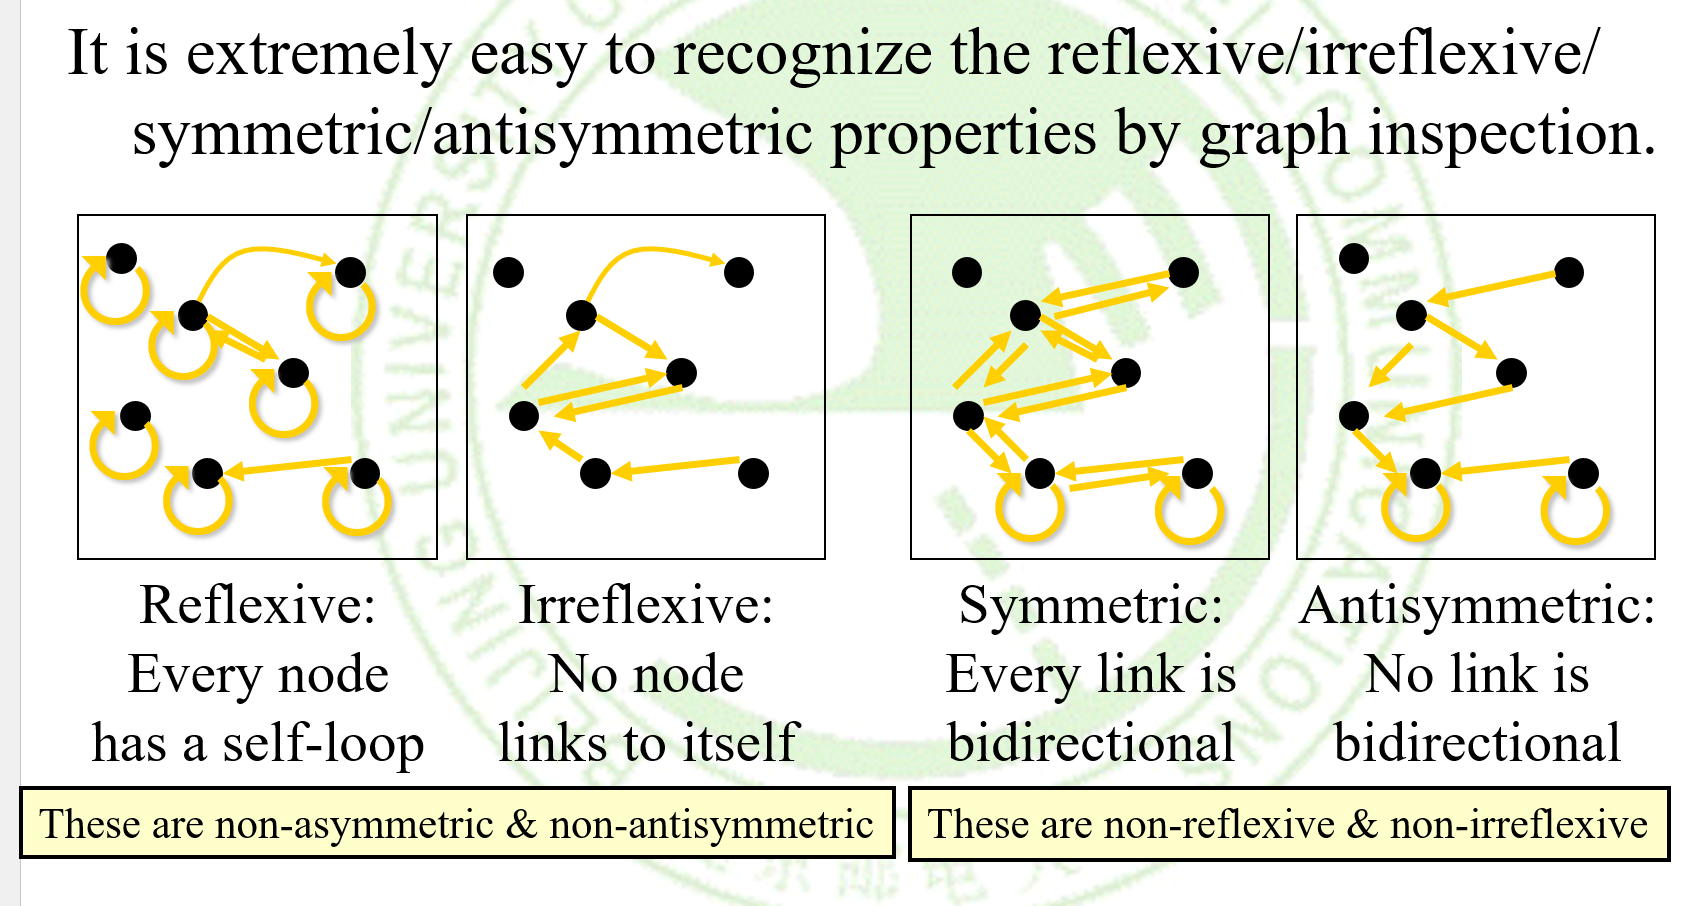 It is extremely easy to recognize the reflexive/irreflexive/
symmetric/antisymmetric properties by graph inspection.
Reflexive:
Every node
has a self-loop
Irreflexive:
No node
links to itself
Symmetric:
Every link is
bidirectional
Antisymmetric:
No link is
bidirectional
These are non-asymmetric & non-antisymmetric
These are non-reflexive & non-irreflexive